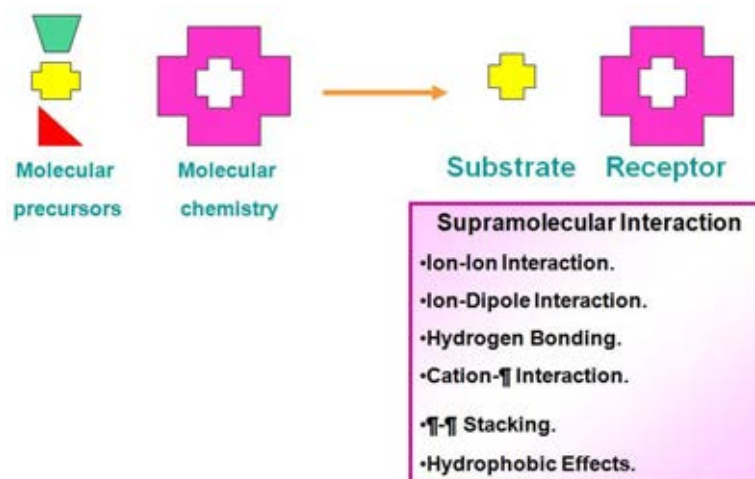 Molecular
precursors
Molecular
chemistry
Substrate
Receptor
Supramolecular Interaction
•Ion-Ion Interaction.
•Ion-Dipole Interaction.
•Hydrogen Bonding.
•Cation-¶ Interaction.
•¶-¶ Stacking.
•Hydrophobic Effects.